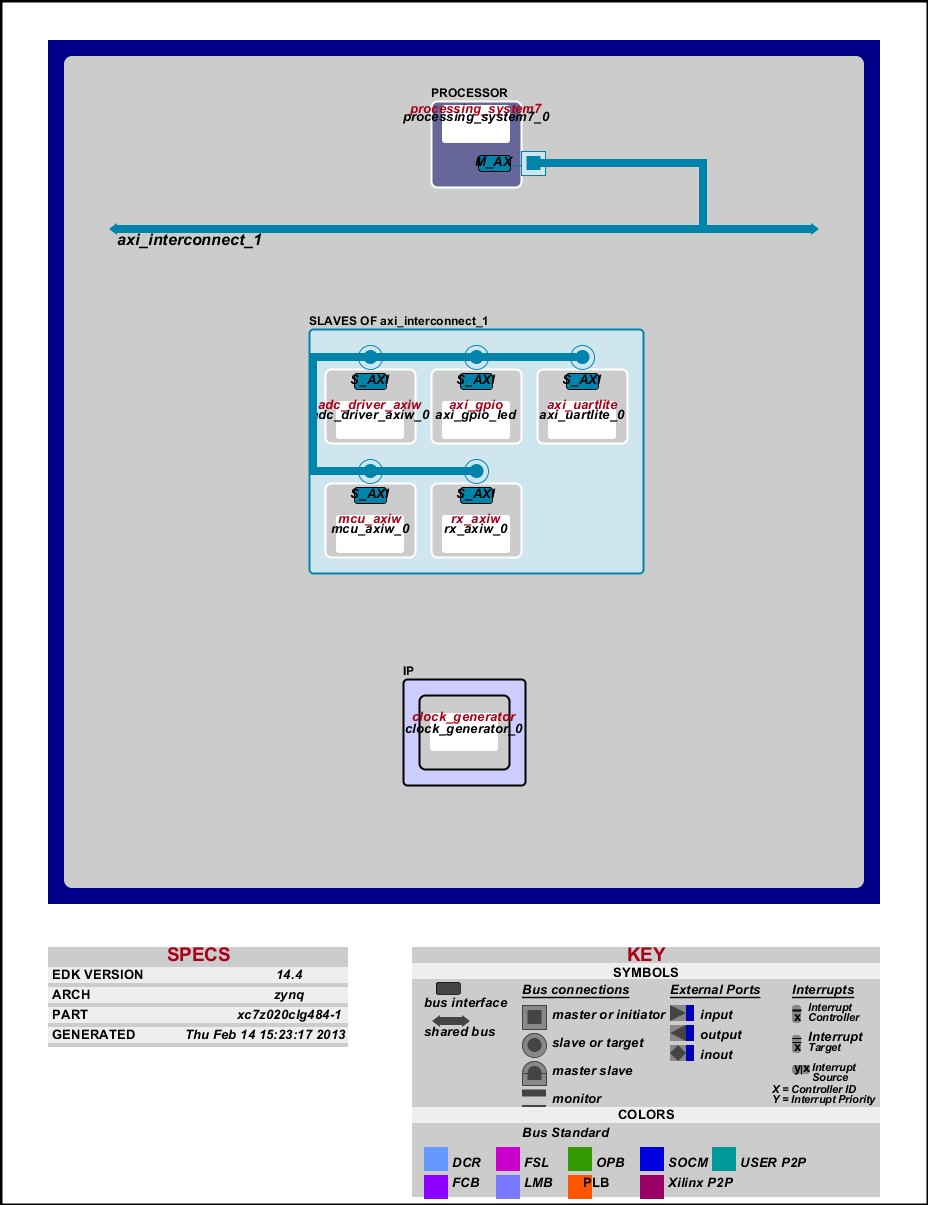 PROCESSOR
processing_system7
processing_system7_0
M_AXI
axi_interconnect_1
SLAVES OF axi_interconnect_1
S_AXI S_AXI S_AXI
adc_driver_axiw axi_gpio axi_uartlite
adc_driver_axiw_0 axi_gpio_led axi_uartlite_0
S_AXI S_AXI
mcu_axiw rx_axiw
mcu_axiw_0 rx_axiw_0
IP
clock_generator
clock_generator_0
SPECS
EDK VERSION 14.4
ARCH zynq
PART xc7z020clg484-1
GENERATED Thu Feb 14 15:23:17 2013
KEY
SYMBOLS
bus interface
shared bus
Bus connections
master or initiator
slave or target
master slave
monitor
External Ports
input
output
inout
Interrupts
x Interrupt
Controller
x Interrupt
Target
y x Interrupt
Source
X = Controller ID
Y = Interrupt Priority
COLORS
Bus Standard
DCR FSL OPB SOCM USER P2P
FCB LMB PLB Xilinx P2P